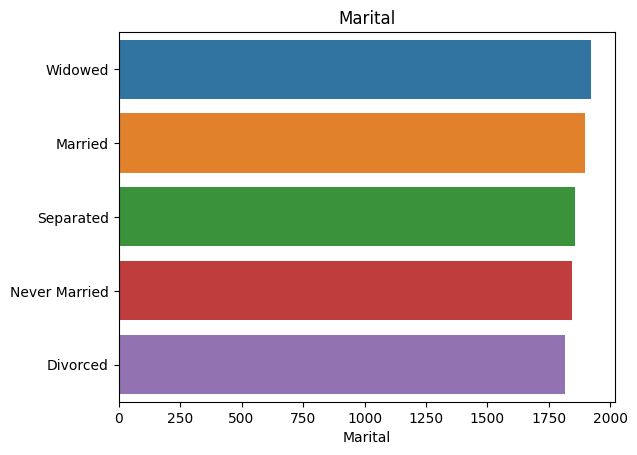 Marital
Widowed
Married
Separated
Never Married
Divorced
0 250 500 750 1000 1250 1500 1750 2000
Marital